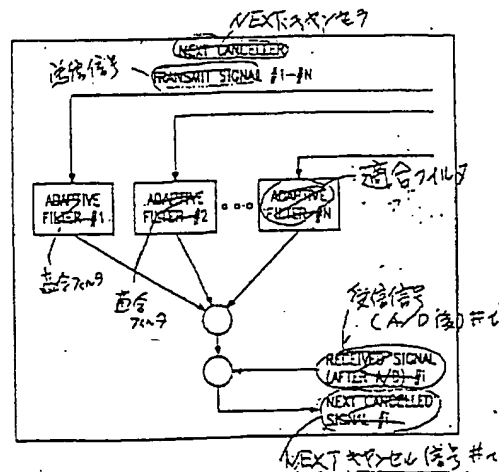 NEXTキャンセラ
NEXT CANCELLER
送信信号
TRANSMIT SIGNAL #1-#N
ADAPTIVE
FILTER #1
ADAPTIVE
FILTER #2
ADAPTIVE
FILTER #N
適合フィルタ
適合フィルタ
適合フィルタ
受信信号
(A/D後)#i
RECEIVED SIGNAL
(AFTER A/D) #i
NEXT CANCELLED
SIGNAL #i
NEXTキャンセル信号#i